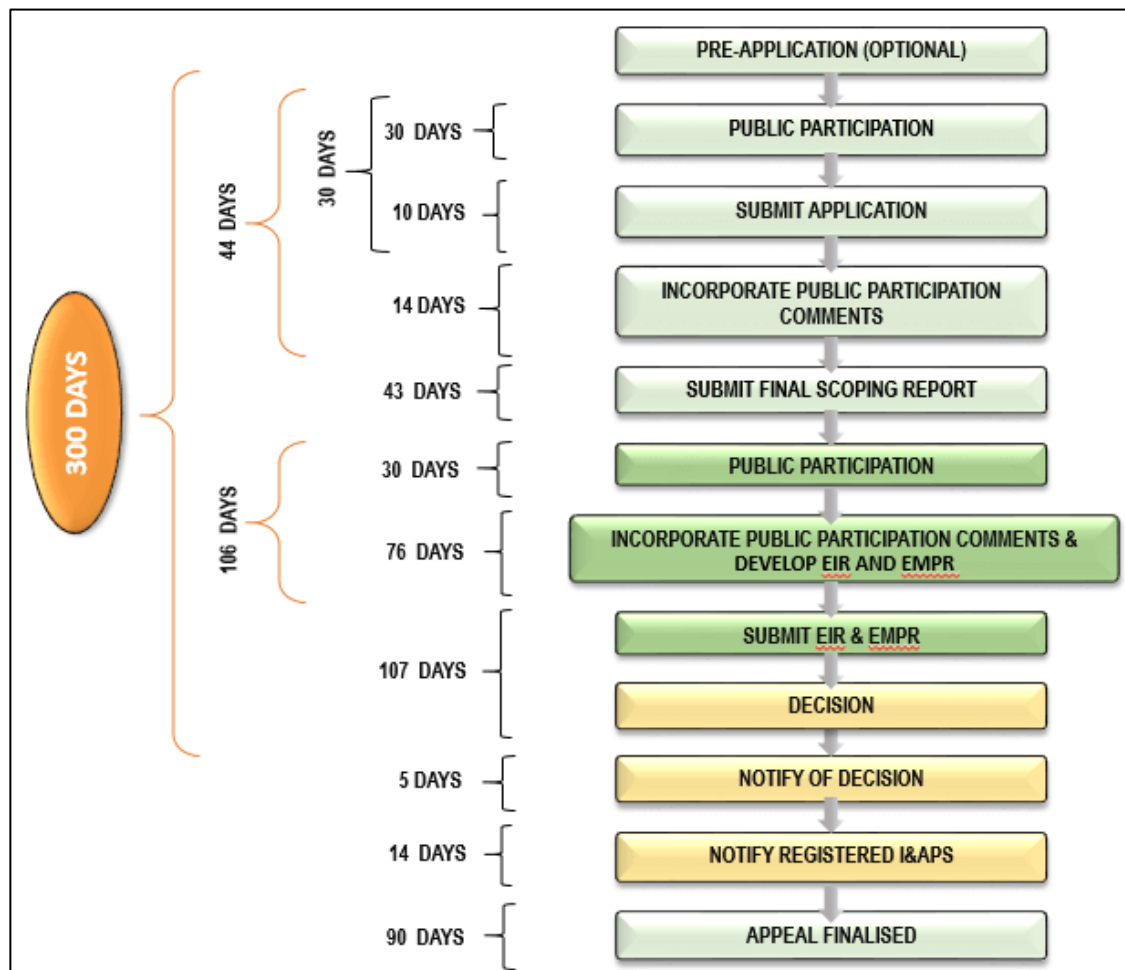 PRE-APPLICATION (OPTIONAL)
30 DAYS
PUBLIC PARTICIPATION
30 DAYS
10 DAYS
SUBMIT APPLICATION
44 DAYS
14 DAYS
INCORPORATE PUBLIC PARTICIPATION
COMMENTS
300 DAYS
43 DAYS
SUBMIT FINAL SCOPING REPORT
30 DAYS
PUBLIC PARTICIPATION
106 DAYS
76 DAYS
INCORPORATE PUBLIC PARTICIPATION COMMENTS &
DEVELOP EIR AND EMPR
107 DAYS
SUBMIT EIR & EMPR
DECISION
5 DAYS
NOTIFY OF DECISION
14 DAYS
NOTIFY REGISTERED I&APS
90 DAYS
APPEAL FINALISED